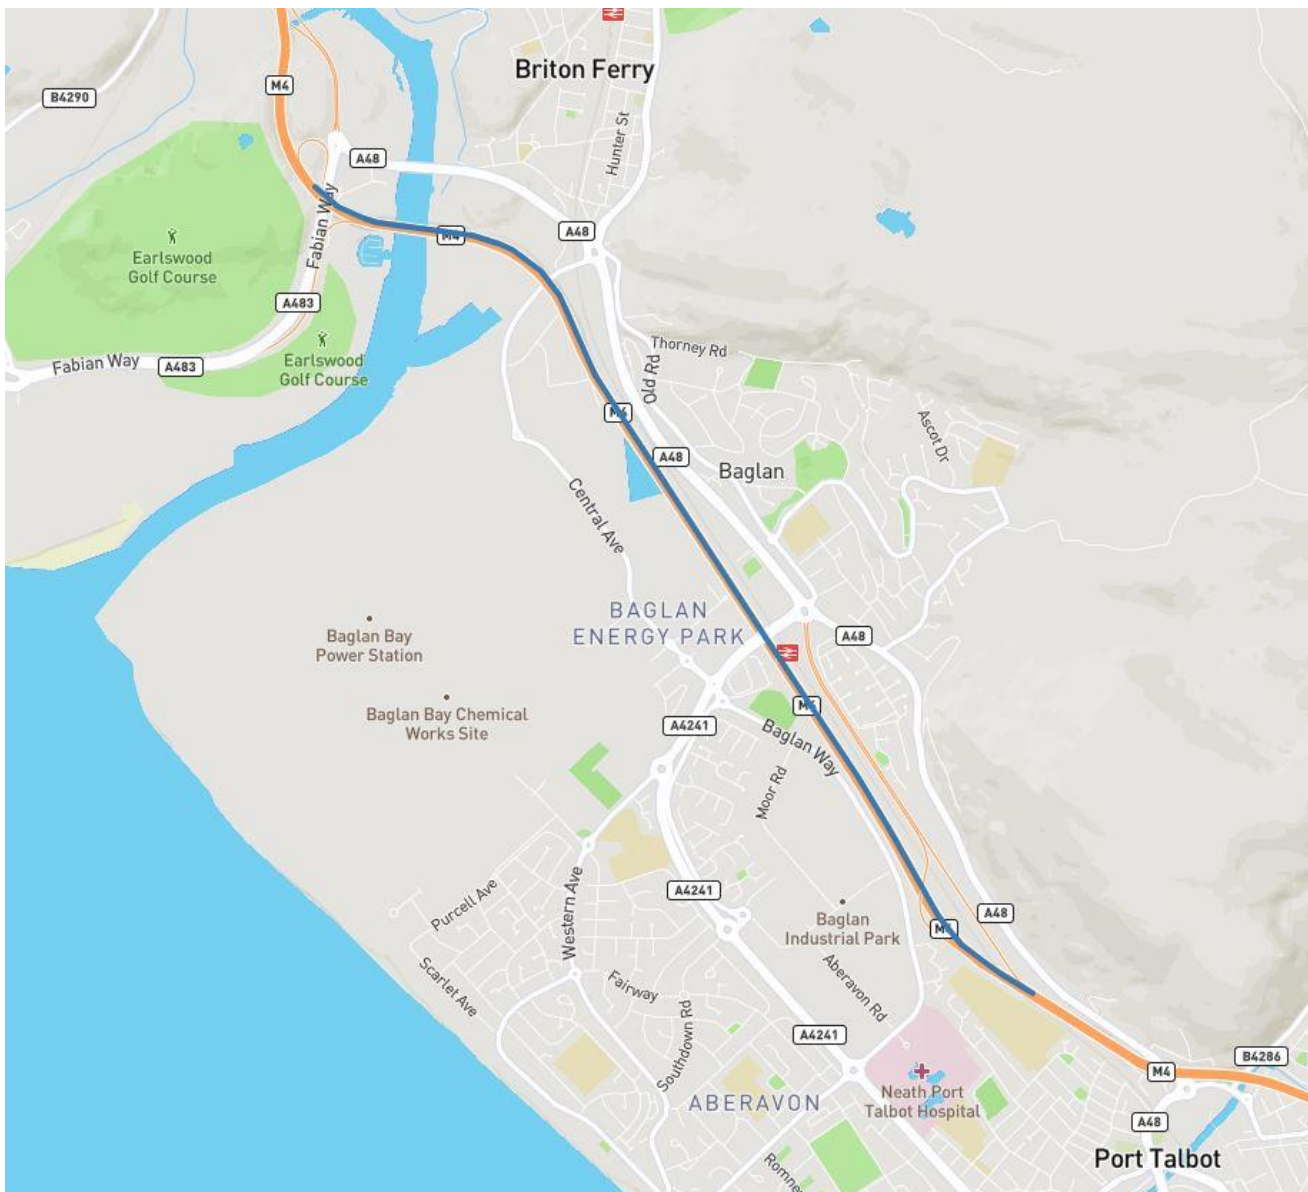 Briton Ferry
M4
B4290
Hunter St
A48
Fabian Way
A48
M4
Earlswood
Golf Course
A483
Thorney Rd
Old Rd
Earlswood
Golf Course
Fabian Way
A483
Ascot Dr
A48
Baglan
Central Ave
BAGLAN
ENERGY PARK
Baglan Bay
Power Station
A48
Baglan Bay Chemical
Works Site
A4241
Baglan Way
Moor Rd
A4241
Purcell Ave
Western Ave
Baglan
Industrial Park
A48
Scarlet Ave
Fairway
Aberavon Rd
Southdown Rd
A4241
B4286
M4
Neath Port
Talbot Hospital
ABERAVON
A48
Port Talbot